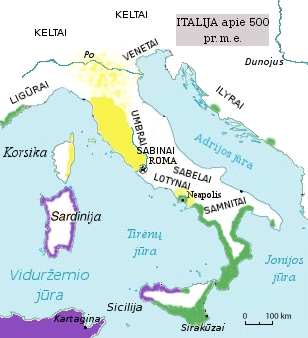 KELTAI
KELTAI
ITALIJA apie 500
pr. m. e.
Po
VENETAI
Dunojus
LIGŪRAI
UMBRAI
ILYRAI
Korsika
SABINAI
ROMA
Adrijos jūra
SABELAI
LOTYNAI
Neapolis
SAMNITAI
Sardinija
Tirėnų
jūra
Jonijos
jūra
Viduržemio
jūra
Sicilija
Kartagina
Sirakūzai
0 100 km